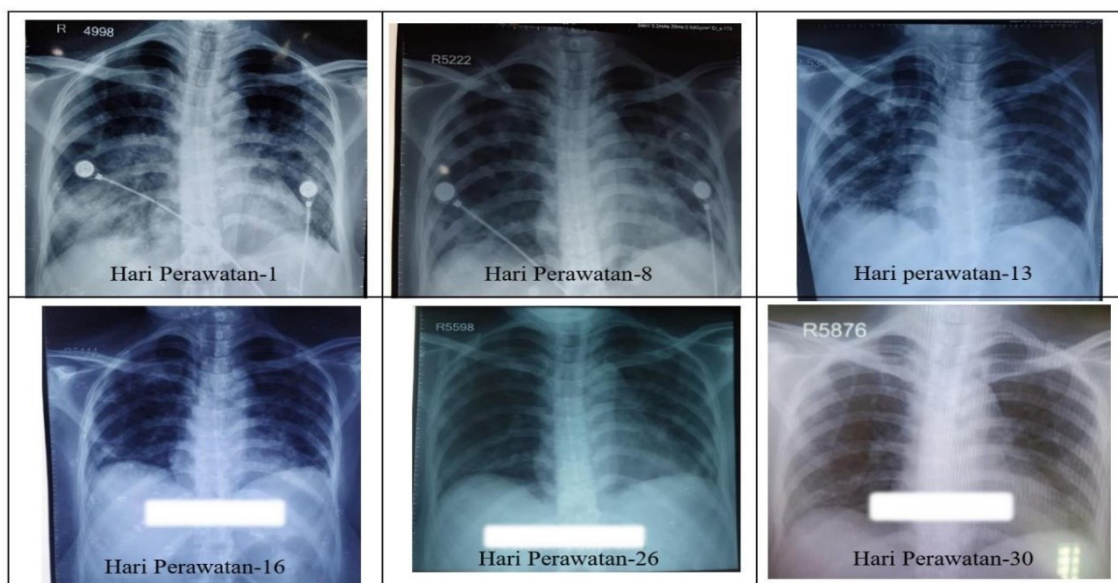 R 4998
Hari Perawatan-1
R5222
Hari Perawatan-8
Hari perawatan-13
Hari Perawatan-16
R5598
Hari Perawatan-26
R5876
Hari Perawatan-30